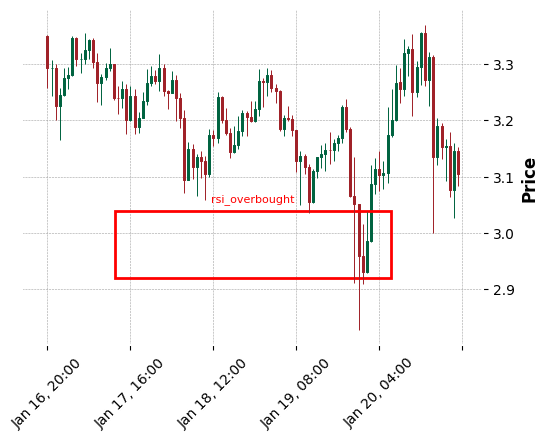 3.3
3.2
rsi_overbought
3.1
3.0
2.9
Price
Jan 16, 20:00
Jan 17, 16:00
Jan 18, 12:00
Jan 19, 08:00
Jan 20, 04:00